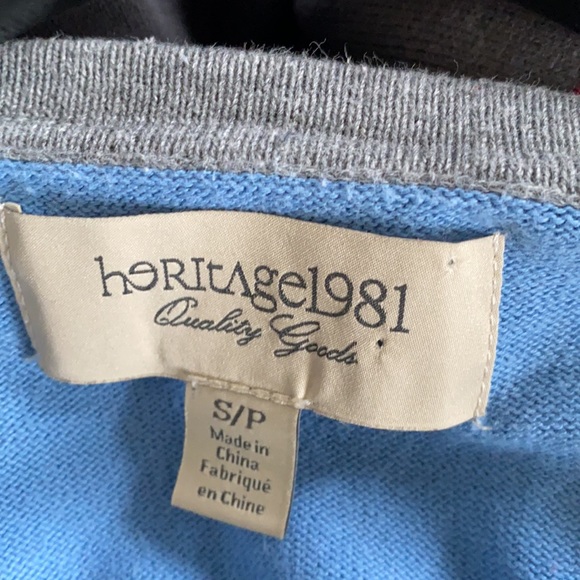 heRItAge1981
Quality Goods
S/P
Made in
China
Fabriqué
en Chine